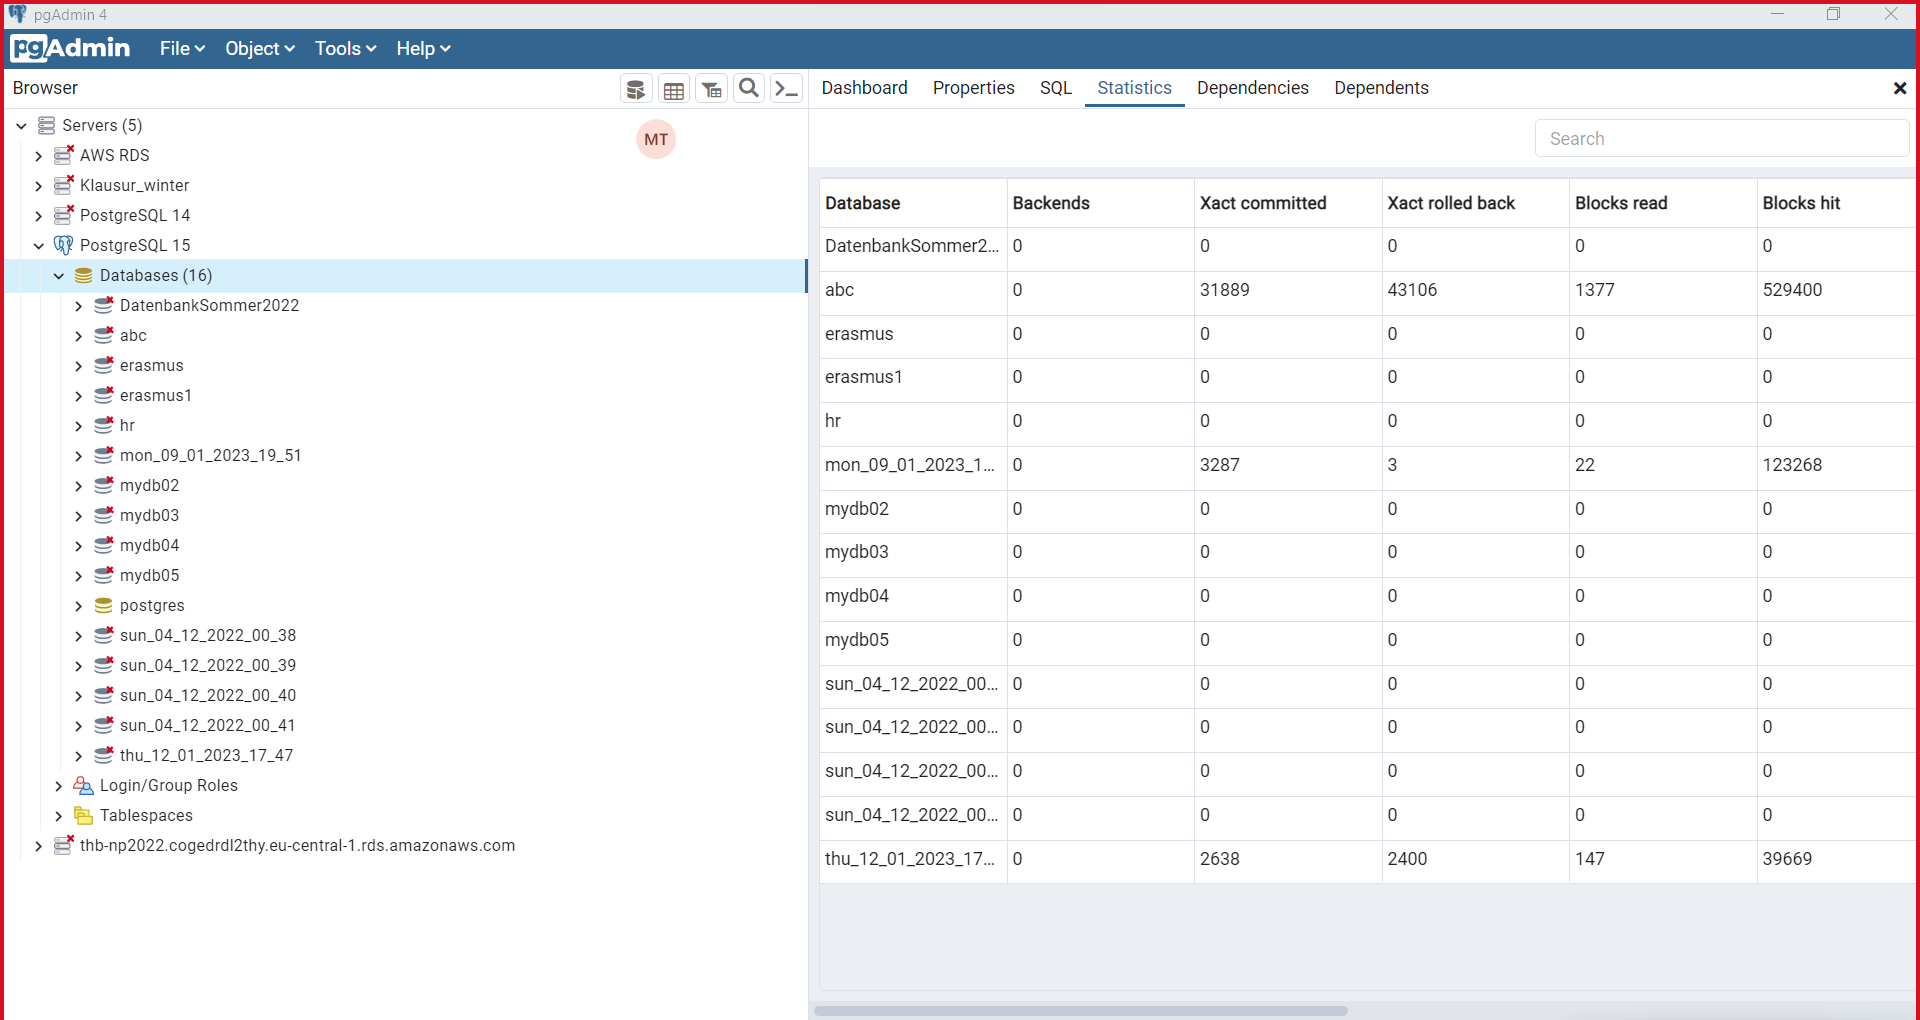 pgAdmin 4
pgAdmin File Object Tools Help
Browser
Servers (5)
MT
AWS RDS
Klausur_winter
PostgreSQL 14
PostgreSQL 15
Databases (16)
DatenbankSommer2022
abc
erasmus
erasmus1
hr
mon_09_01_2023_19_51
mydb02
mydb03
mydb04
mydb05
postgres
sun_04_12_2022_00_38
sun_04_12_2022_00_39
sun_04_12_2022_00_40
sun_04_12_2022_00_41
thu_12_01_2023_17_47
Login/Group Roles
Tablespaces
thb-np2022.cogedrdl2thy.eu-central-1.rds.amazonaws.com
Dashboard Properties SQL Statistics Dependencies Dependents
Search
Database Backends Xact committed Xact rolled back Blocks read Blocks hit
DatenbankSommer2... 0 0 0 0 0
abc 0 31889 43106 1377 529400
erasmus 0 0 0 0 0
erasmus1 0 0 0 0 0
hr 0 0 0 0 0
mon_09_01_2023_1... 0 3287 3 22 123268
mydb02 0 0 0 0 0
mydb03 0 0 0 0 0
mydb04 0 0 0 0 0
mydb05 0 0 0 0 0
sun_04_12_2022_00... 0 0 0 0 0
sun_04_12_2022_00... 0 0 0 0 0
sun_04_12_2022_00... 0 0 0 0 0
sun_04_12_2022_00... 0 0 0 0 0
thu_12_01_2023_17... 0 2638 2400 147 39669